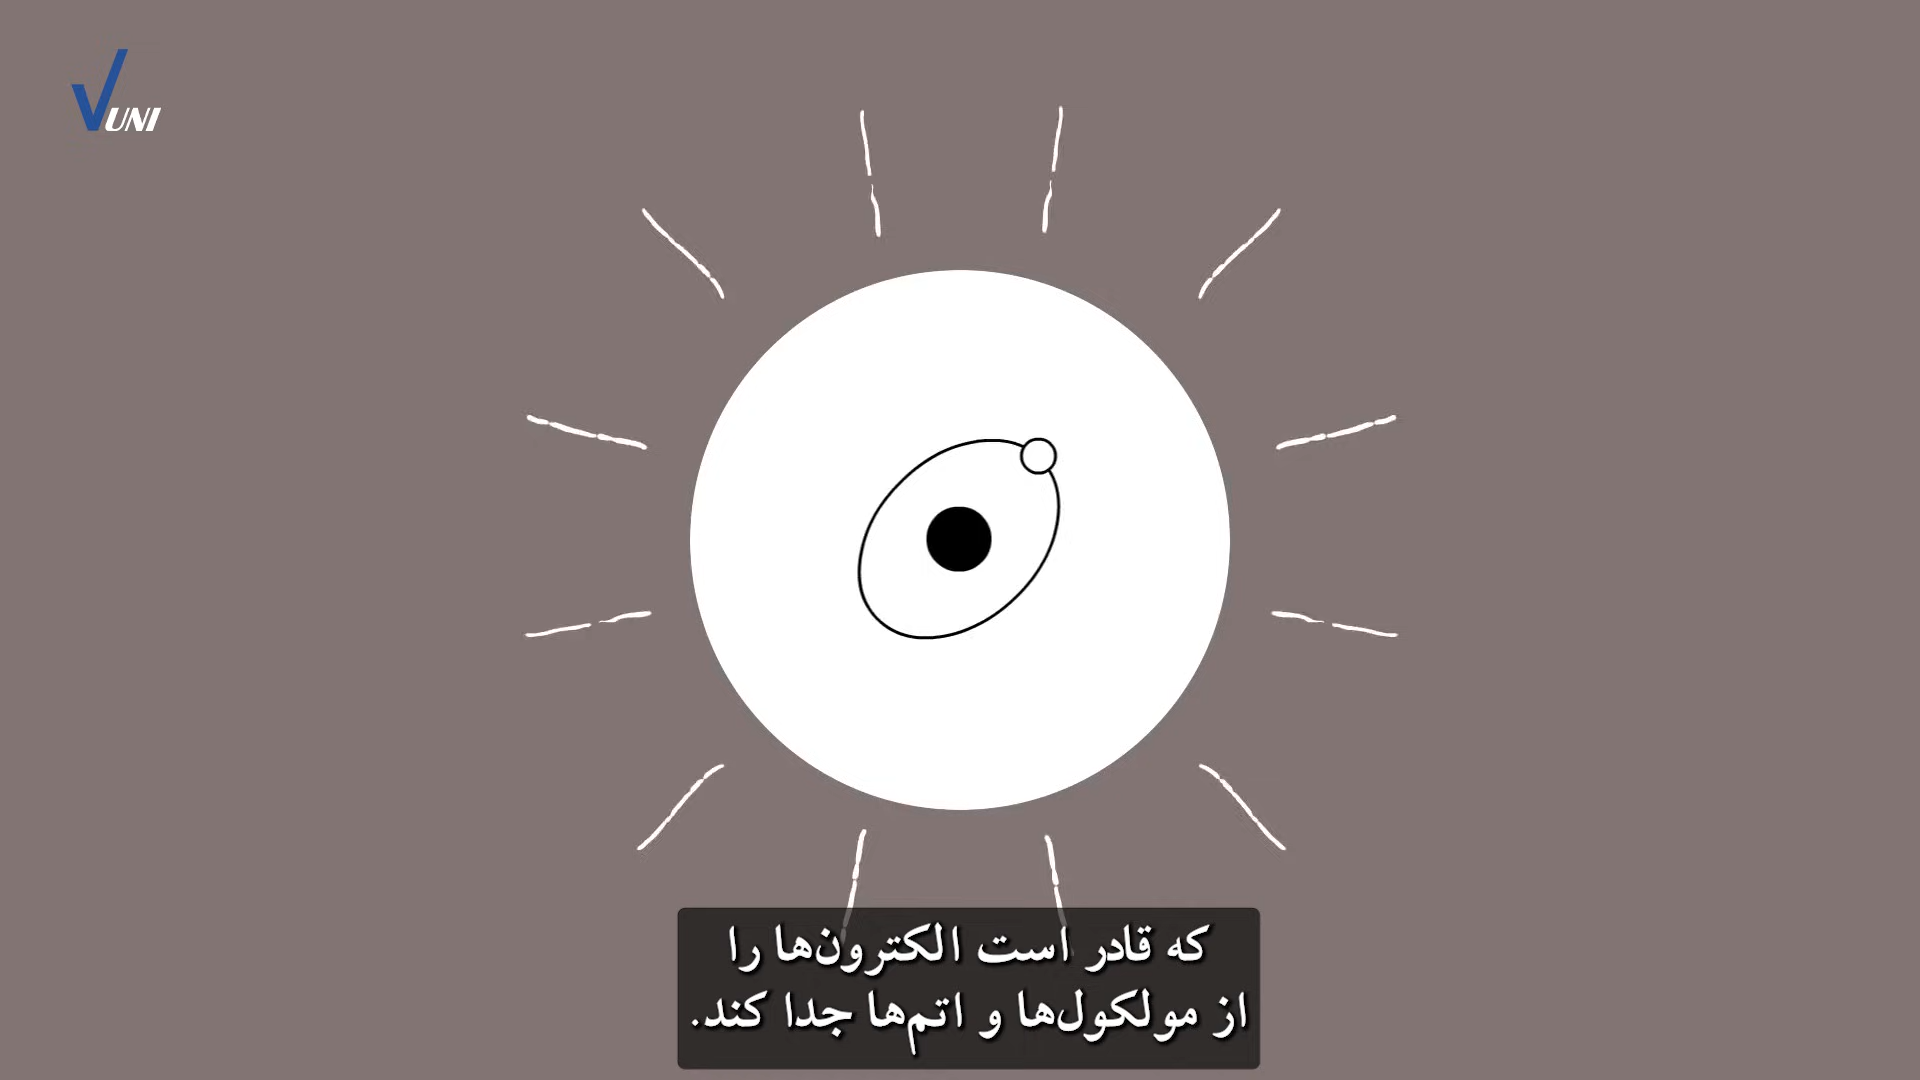 VUNI
که قادر است الکترون‌ها را
از مولکول‌ها و اتم‌ها جدا کند.